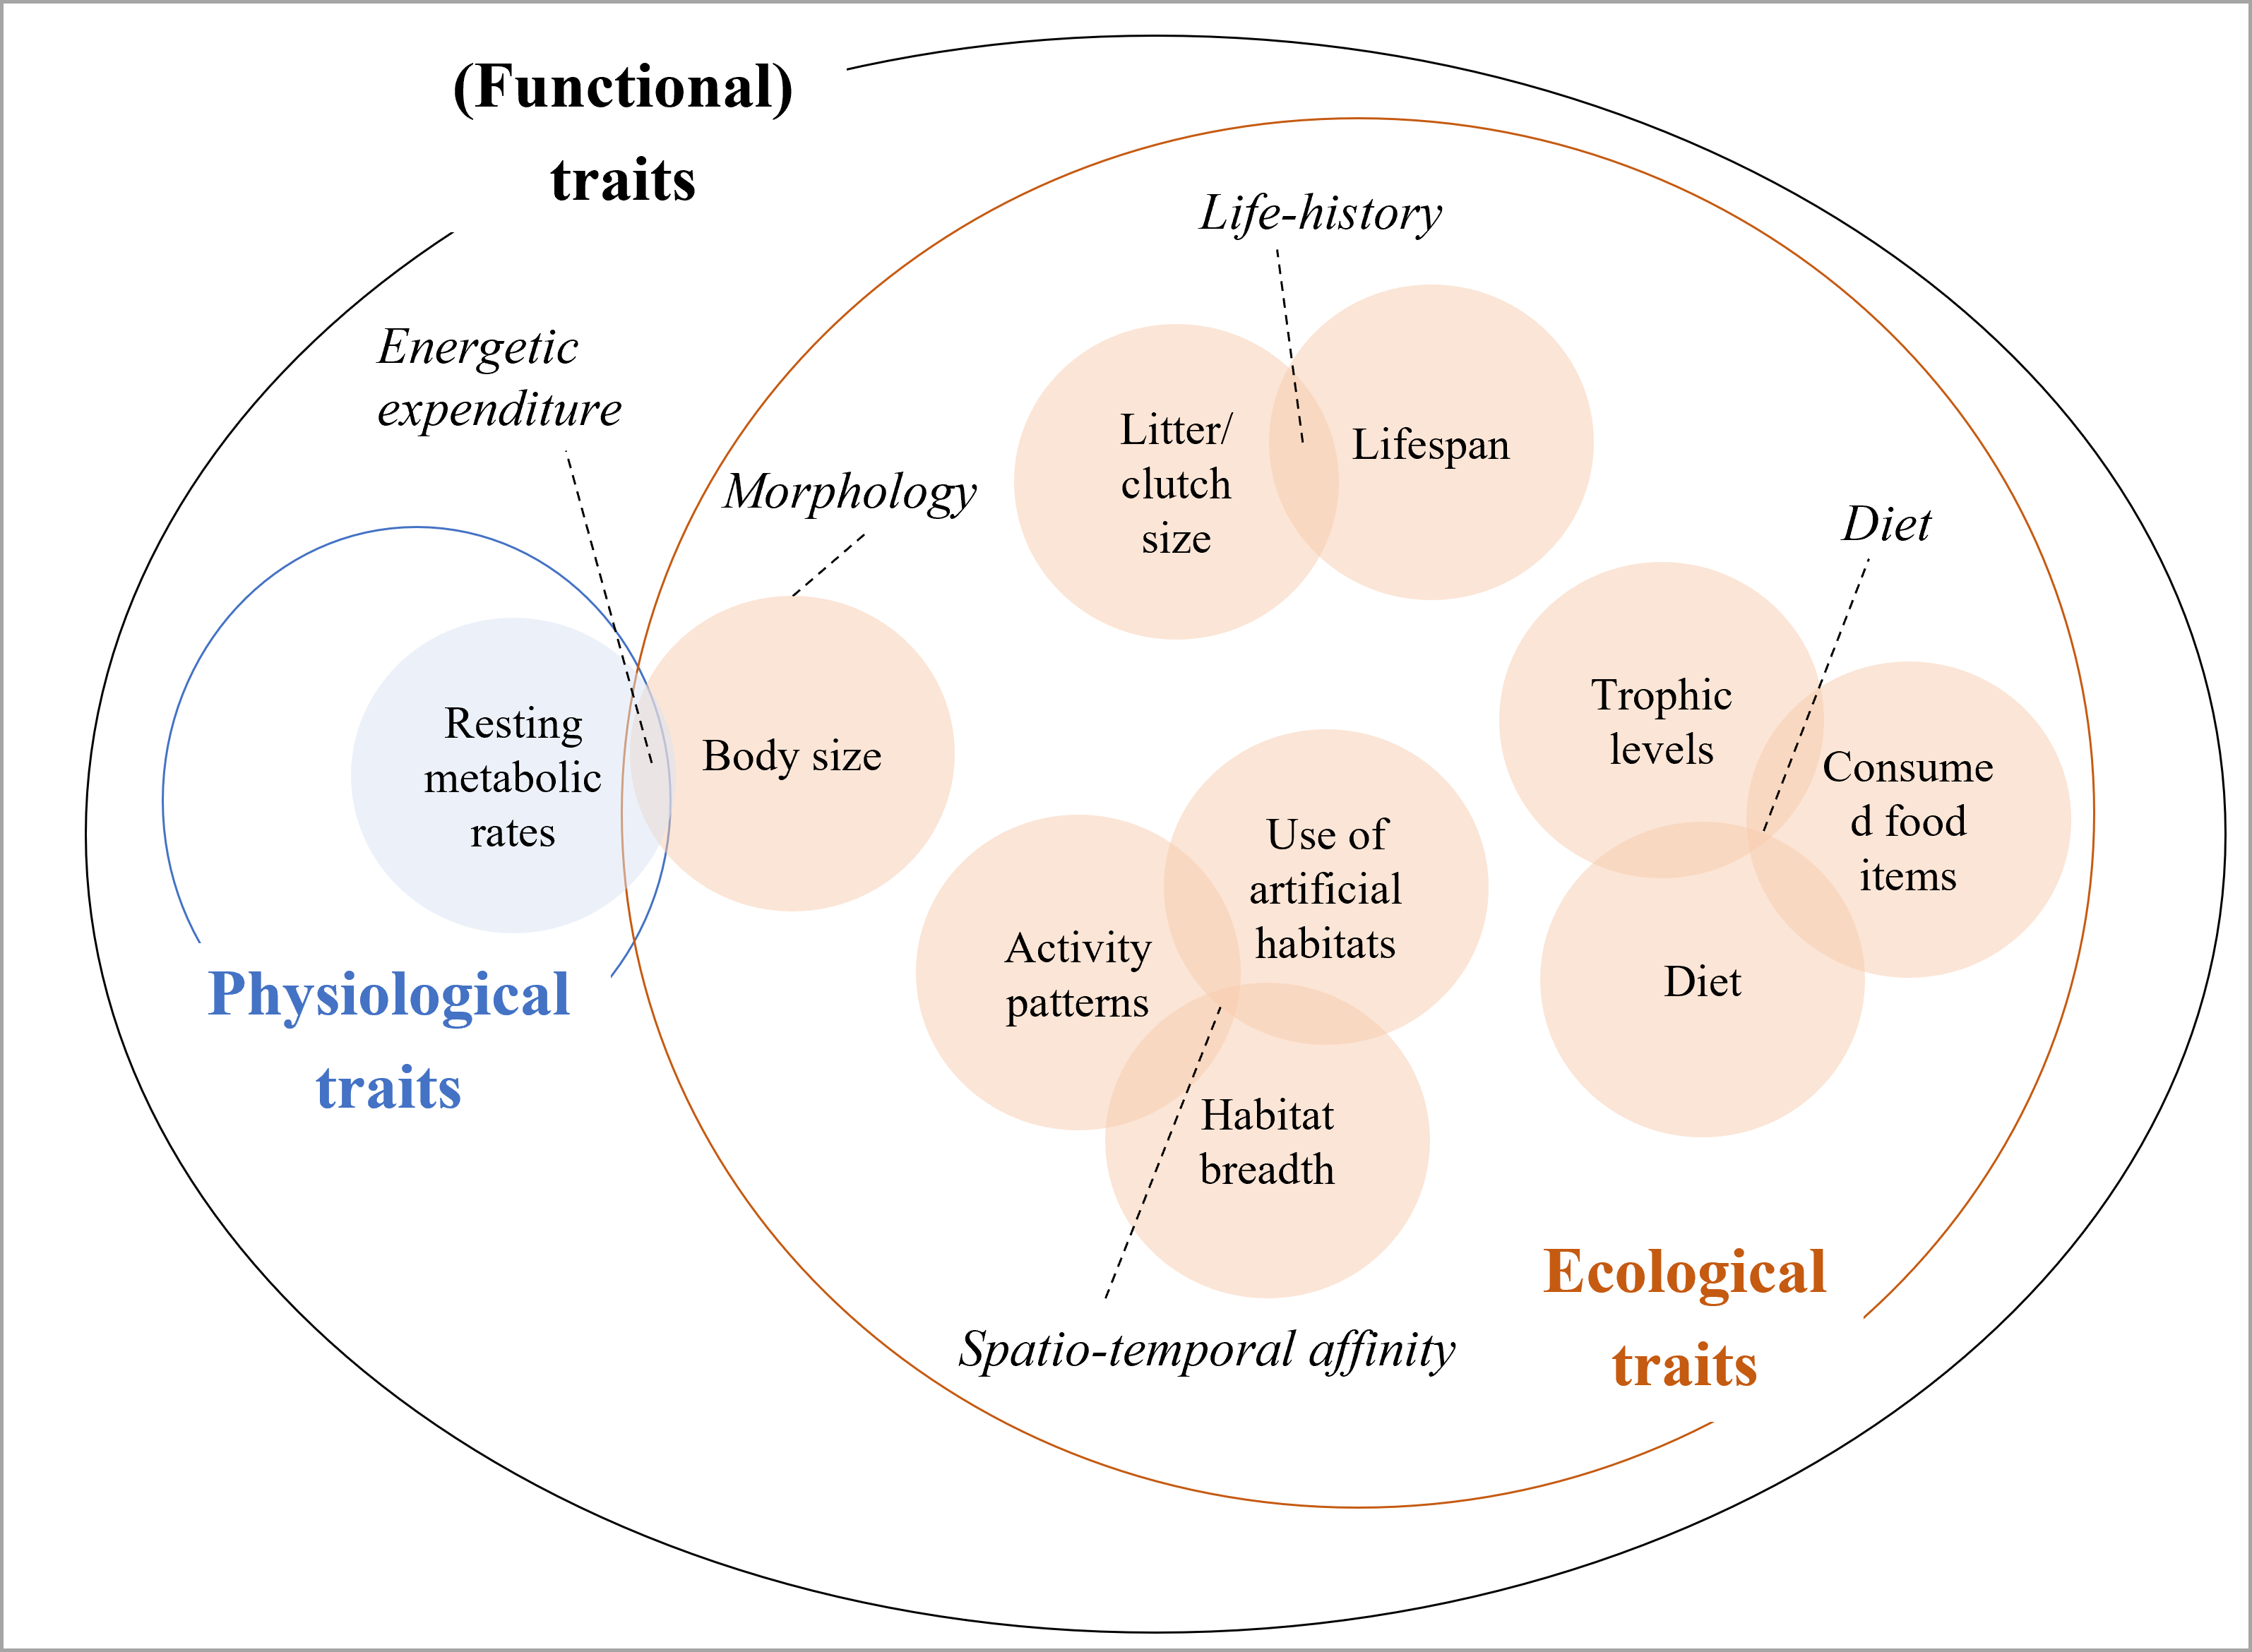 (Functional)
traits
Life-history
Energetic
expenditure
Morphology
Litter/
clutch
size
Lifespan
Diet
Resting
metabolic
rates
Body size
Trophic
levels
Consume
d food
items
Use of
artificial
habitats
Activity
patterns
Diet
Habitat
breadth
Physiological
traits
Spatio-temporal affinity
Ecological
traits